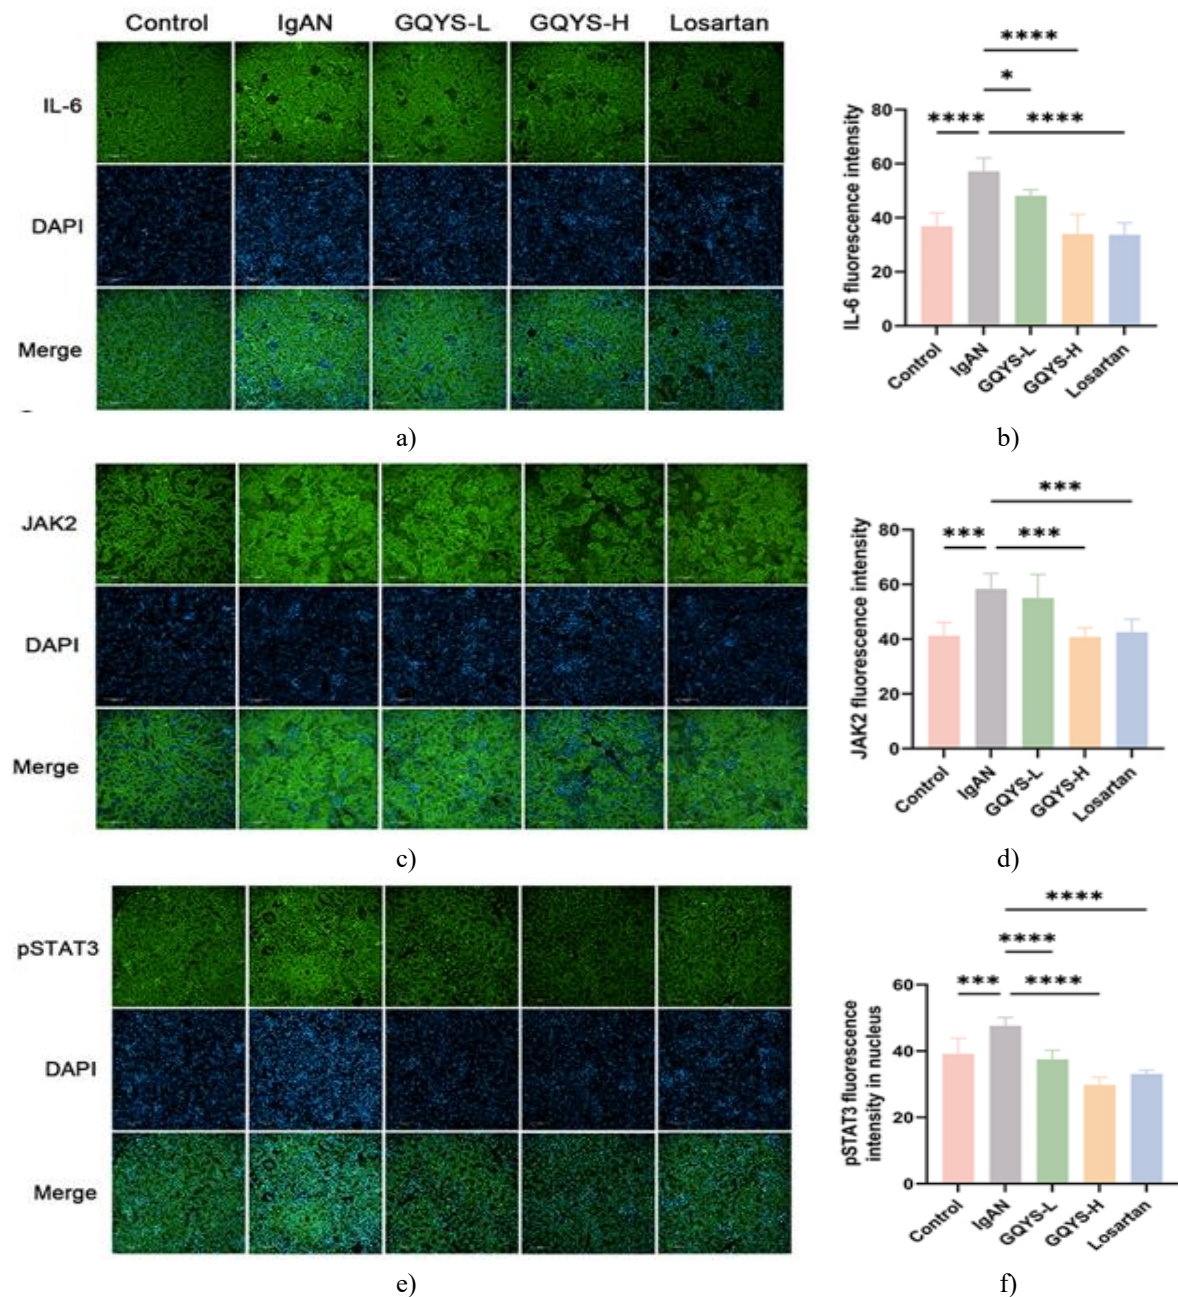 Control IgAN GQYS-L GQYS-H Losartan
IL-6
DAPI
Merge
a)
****
*
**** ****
IL-6 fluorescence intensity
80
60
40
20
0
Control
IgAN
GQYS-L
GQYS-H
Losartan
b)
JAK2
DAPI
Merge
c)
***
*** ***
JAK2 fluorescence intensity
80
60
40
20
0
Control
IgAN
GQYS-L
GQYS-H
Losartan
d)
pSTAT3
DAPI
Merge
e)
****
****
*** ****
pSTAT3 fluorescence
intensity in nucleus
60
40
20
0
Control
IgAN
GQYS-L
GQYS-H
Losartan
f)